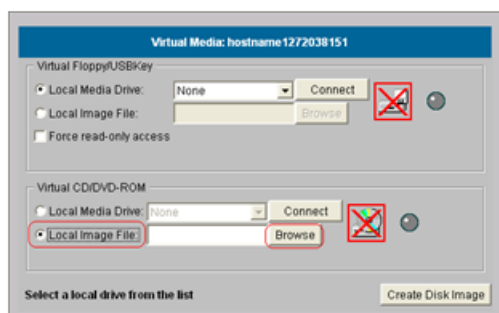 Virtual Media: hostname1272038151
Virtual Floppy/USBKey
Local Media Drive: None Connect
Local Image File: Browse
Force read-only access
Virtual CD/DVD-ROM
Local Media Drive: None Connect
Local Image File: Browse
Select a local drive from the list Create Disk Image